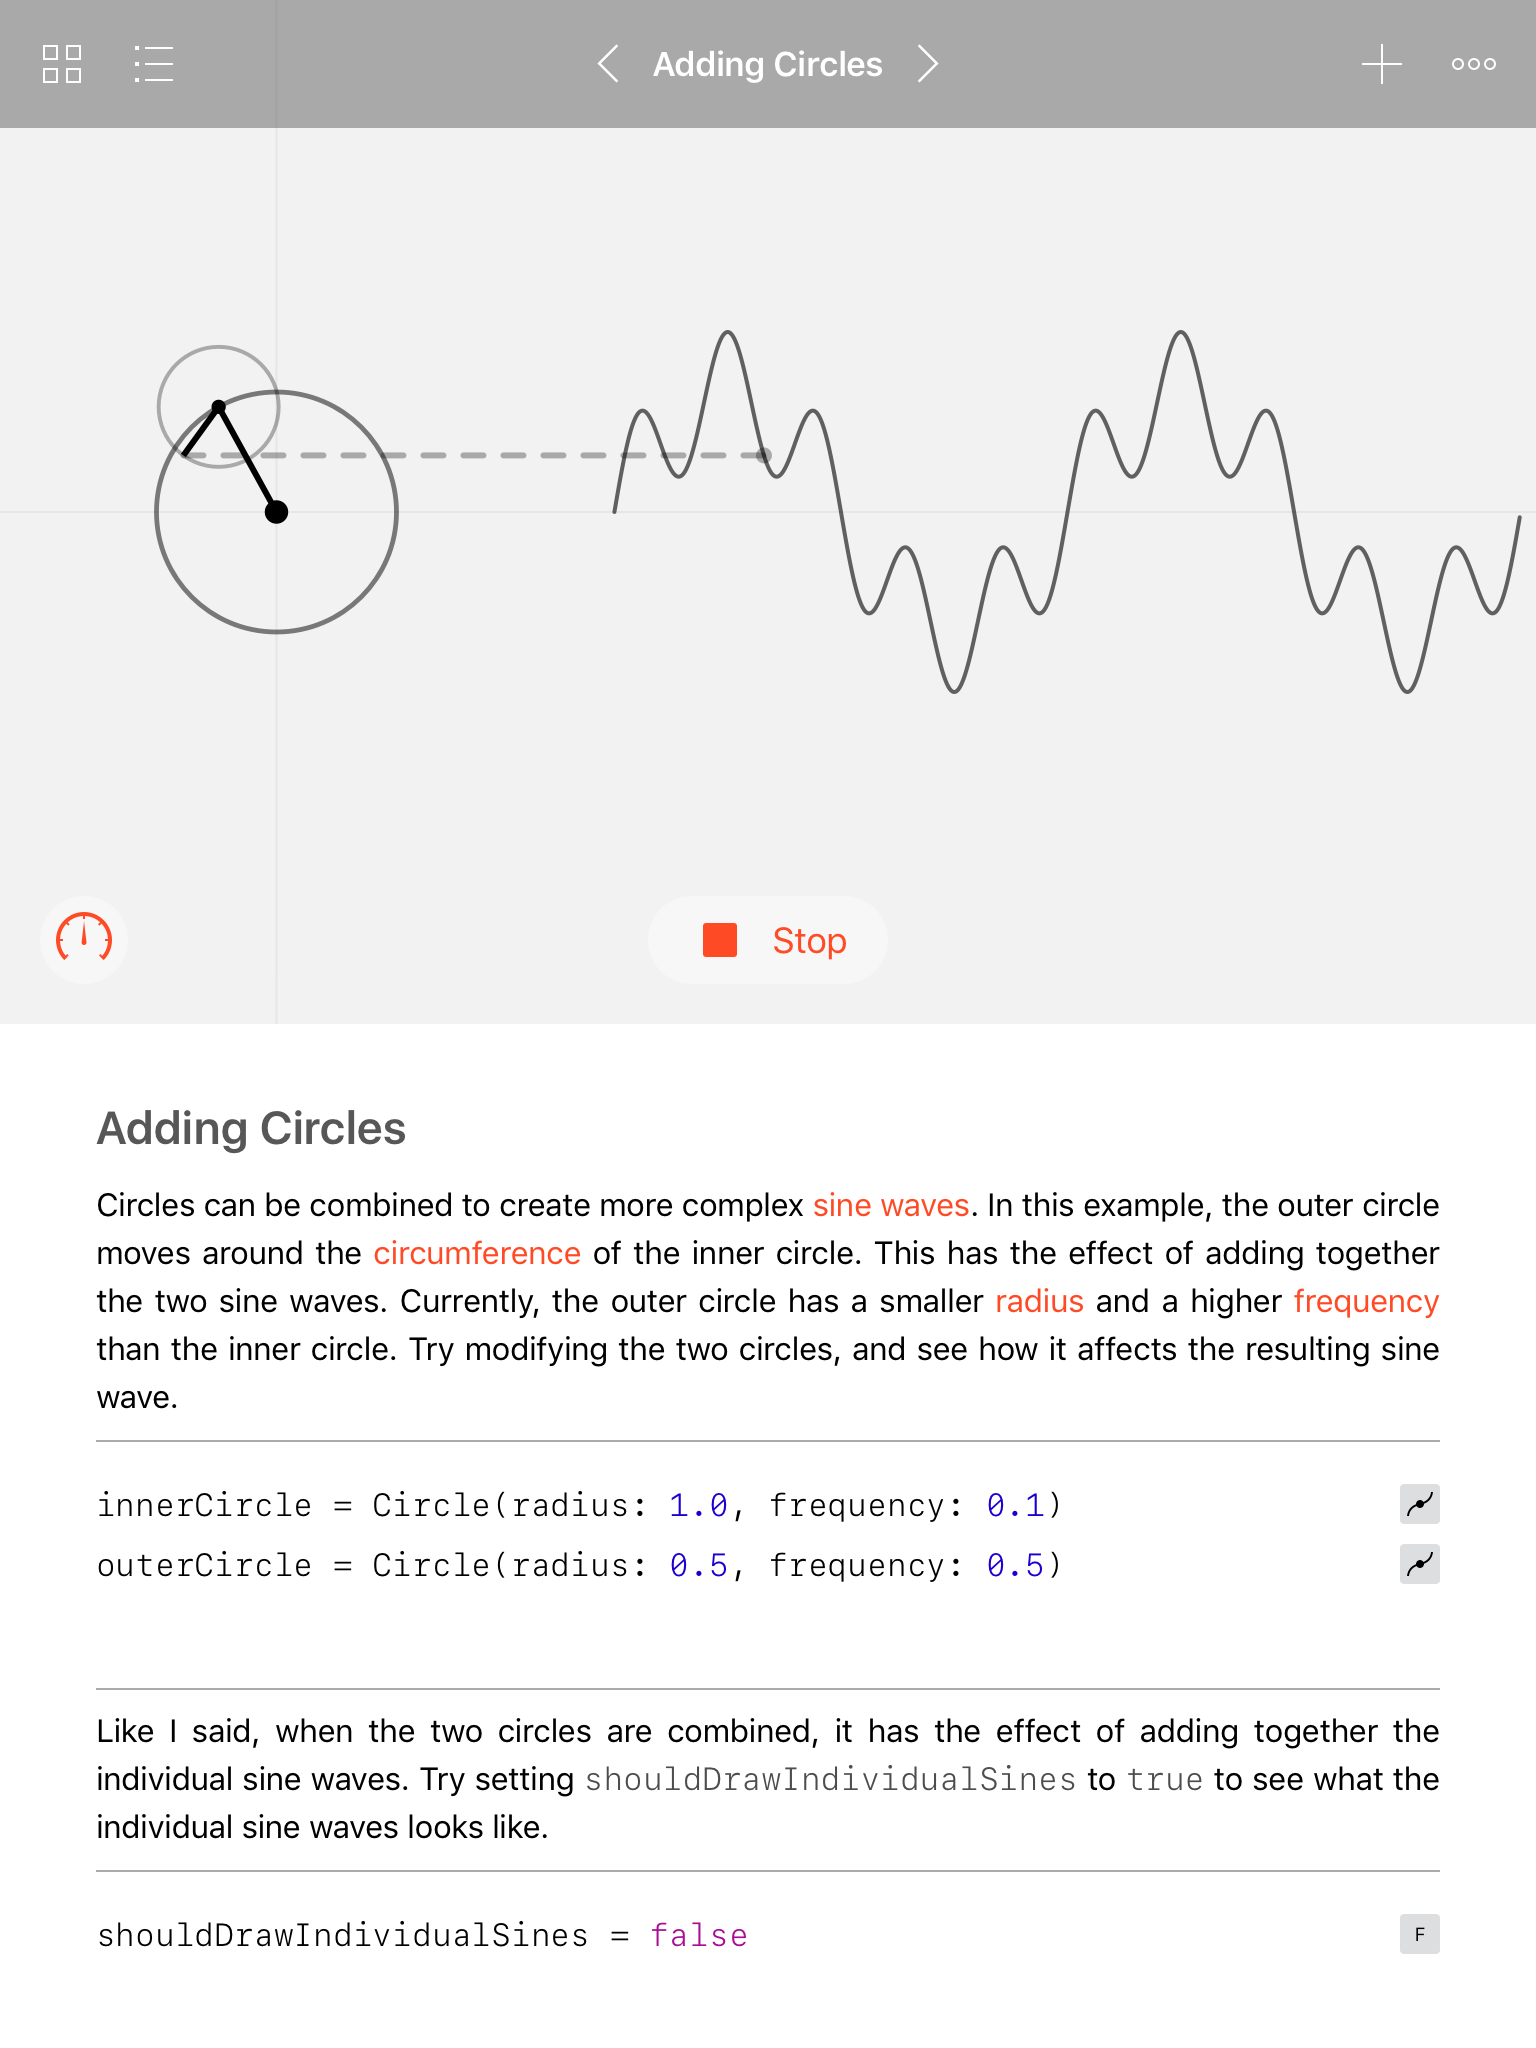 Adding Circles
Stop
Adding Circles
Circles can be combined to create more complex sine waves. In this example, the outer circle
moves around the circumference of the inner circle. This has the effect of adding together
the two sine waves. Currently, the outer circle has a smaller radius and a higher frequency
than the inner circle. Try modifying the two circles, and see how it affects the resulting sine
wave.
innerCircle = Circle(radius: 1.0, frequency: 0.1)
outerCircle = Circle(radius: 0.5, frequency: 0.5)
Like I said, when the two circles are combined, it has the effect of adding together the
individual sine waves. Try setting shouldDrawIndividualSines to true to see what the
individual sine waves looks like.
shouldDrawIndividualSines = false
F